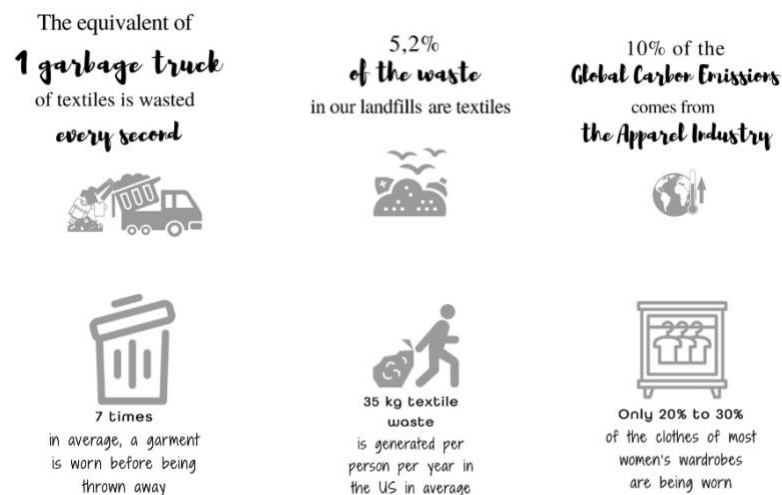 The equivalent of
1 garbage truck
of textiles is wasted
every second
5,2%
of the waste
in our landfills are textiles
10% of the
Global Carbon Emissions
comes from
the Apparel Industry
7 times
in average, a garment
is worn before being
thrown away
35 kg textile
waste
is generated per
person per year in
the US in average
Only 20% to 30%
of the clothes of most
women's wardrobes
are being worn